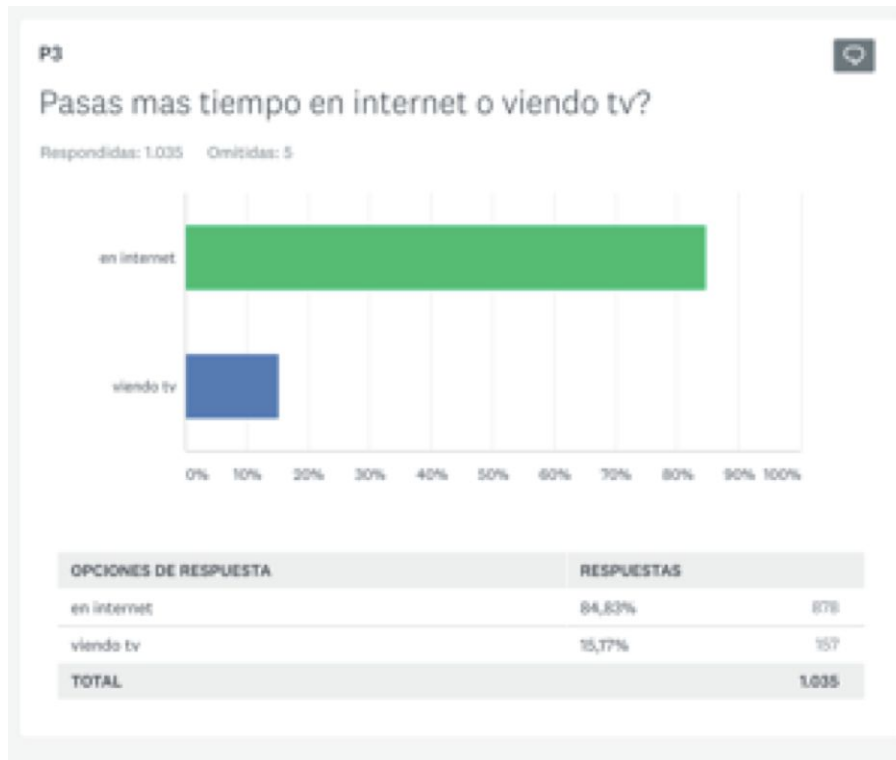 P3
Pasas mas tiempo en internet o viendo tv?
Respondidas: 1.035 Omitidas: 5
en internet
viendo tv
0% 10% 20% 30% 40% 50% 60% 70% 80% 90% 100%
OPCIONES DE RESPUESTA RESPUESTAS
en internet 84,83% 878
viendo tv 15,17% 157
TOTAL 1.035